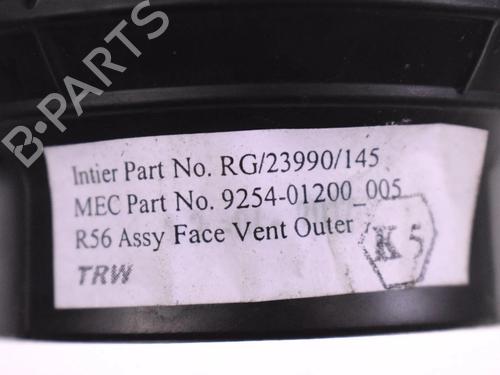 B-PARTS
Intier Part No. RG/23990/145
MEC Part No. 9254-01200_005
R56 Assy Face Vent Outer
K5
TRW